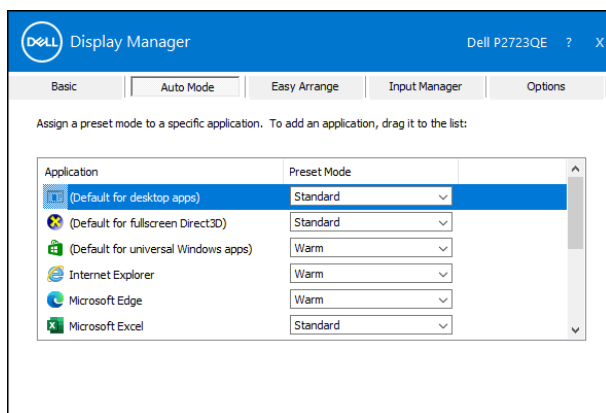 DELL Display Manager Dell P2723QE ? X
Basic Auto Mode Easy Arrange Input Manager Options
Assign a preset mode to a specific application. To add an application, drag it to the list:
Application Preset Mode
(Default for desktop apps) Standard
(Default for fullscreen Direct3D) Standard
(Default for universal Windows apps) Warm
Internet Explorer Warm
Microsoft Edge Warm
Microsoft Excel Standard